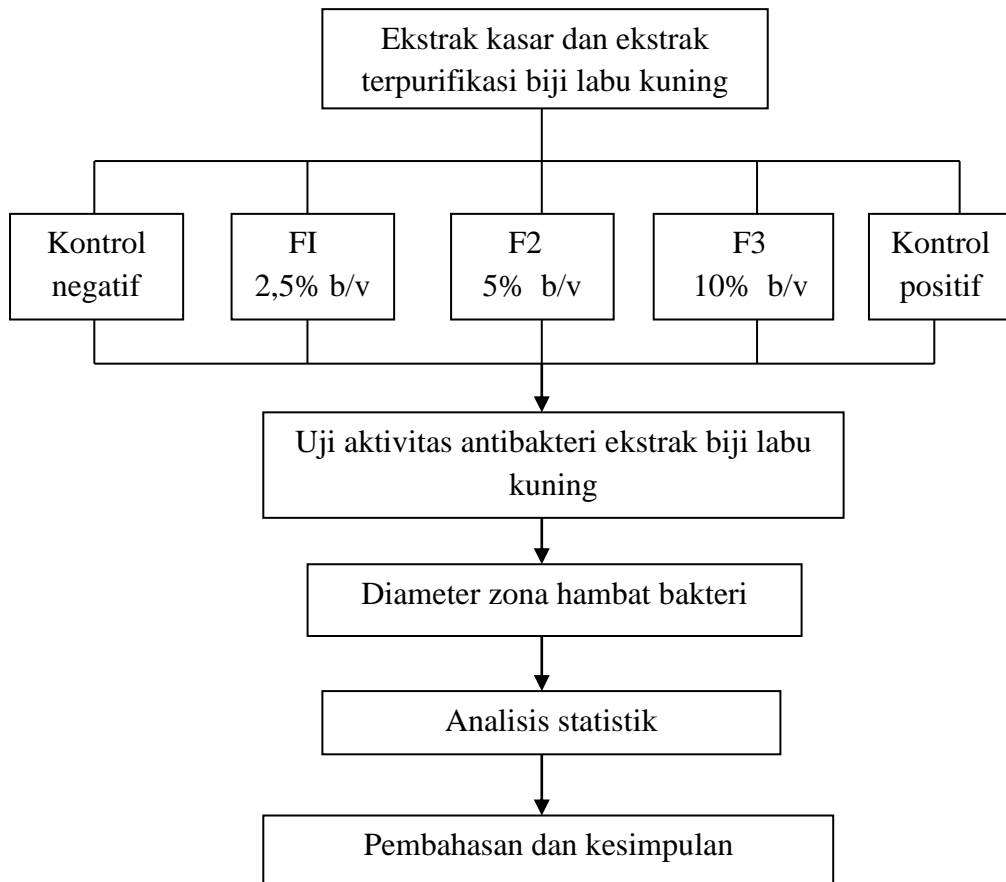 Ekstrak kasar dan ekstrak
terpurifikasi biji labu kuning
Kontrol
negatif
FI
2,5% b/v
F2
5% b/v
F3
10% b/v
Kontrol
positif
Uji aktivitas antibakteri ekstrak biji labu
kuning
Diameter zona hambat bakteri
Analisis statistik
Pembahasan dan kesimpulan